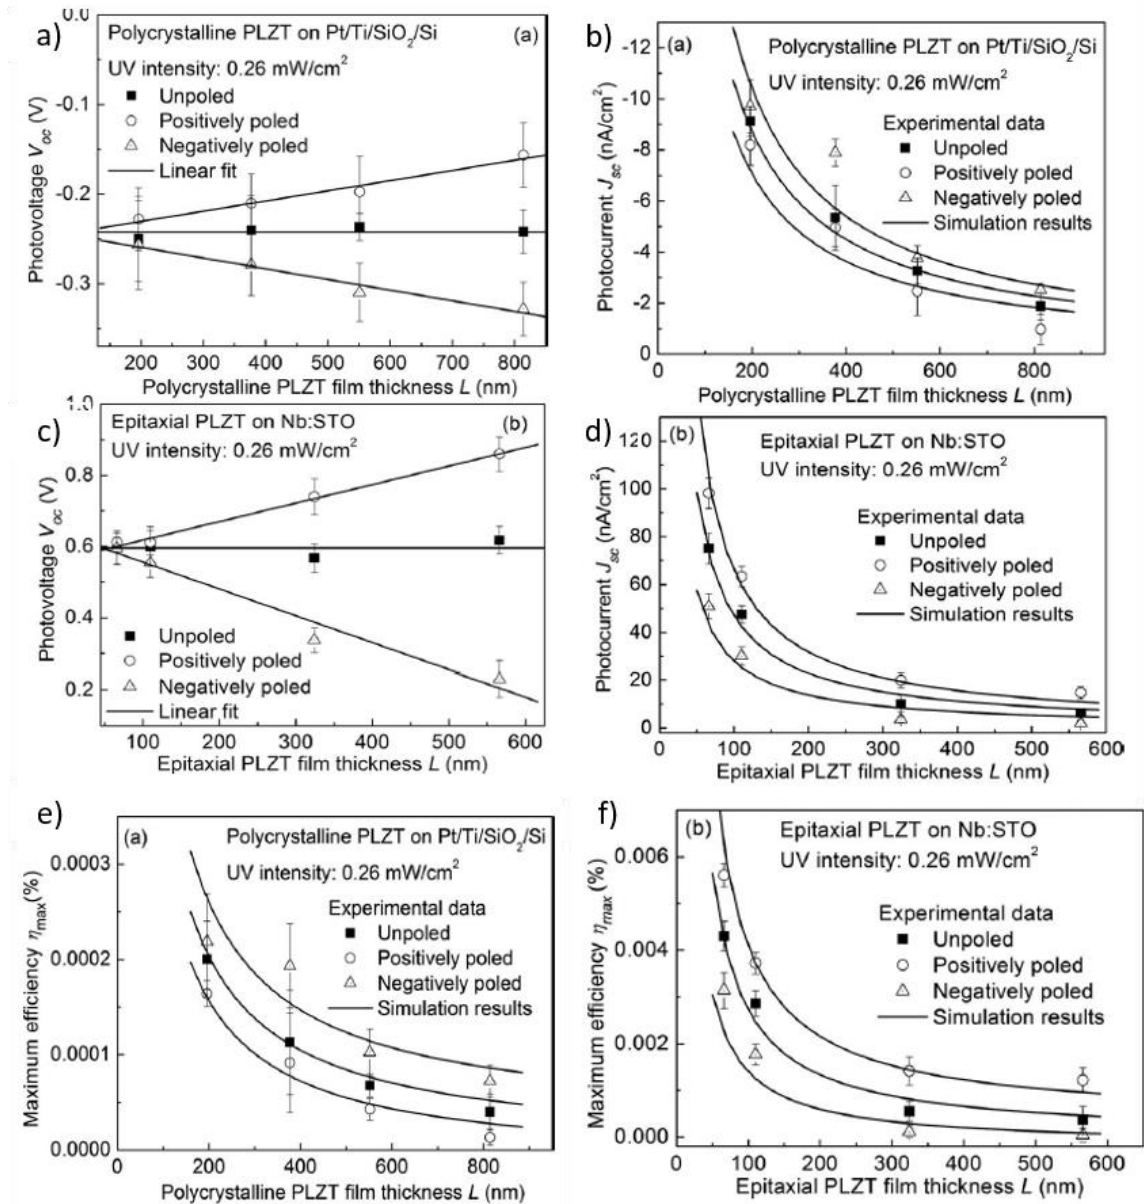 a)
0.0
-0.1
-0.2
-0.3
Photovoltage Voc (V)
Polycrystalline PLZT on Pt/Ti/SiO2/Si
(a)
UV intensity: 0.26 mW/cm2
Unpoled
Positively poled
Negatively poled
Linear fit
200 300 400 500 600 700 800
Polycrystalline PLZT film thickness L (nm)
b)
-12
-10
-8
-6
-4
-2
0
Photocurrent Jsc (nA/cm2)
(a)
Polycrystalline PLZT on Pt/Ti/SiO2/Si
UV intensity: 0.26 mW/cm2
Experimental data
Unpoled
Positively poled
Negatively poled
Simulation results
0 200 400 600 800
Polycrystalline PLZT film thickness L (nm)
c)
1.0
0.8
0.6
0.4
0.2
Photovoltage Voc (V)
Epitaxial PLZT on Nb:STO
(b)
UV intensity: 0.26 mW/cm2
Unpoled
Positively poled
Negatively poled
Linear fit
100 200 300 400 500 600
Epitaxial PLZT film thickness L (nm)
d)
120
100
80
60
40
20
0
Photocurrent Jsc (nA/cm2)
(b)
Epitaxial PLZT on Nb:STO
UV intensity: 0.26 mW/cm2
Experimental data
Unpoled
Positively poled
Negatively poled
Simulation results
0 100 200 300 400 500 600
Epitaxial PLZT film thickness L (nm)
e)
0.0003
0.0002
0.0001
0.0000
Maximum efficiency ηmax(%)
(a)
Polycrystalline PLZT on Pt/Ti/SiO2/Si
UV intensity: 0.26 mW/cm2
Experimental data
Unpoled
Positively poled
Negatively poled
Simulation results
0 200 400 600 800
Polycrystalline PLZT film thickness L (nm)
f)
0.006
0.004
0.002
0.000
Maximum efficiency ηmax(%)
(b)
Epitaxial PLZT on Nb:STO
UV intensity: 0.26 mW/cm2
Experimental data
Unpoled
Positively poled
Negatively poled
Simulation results
0 100 200 300 400 500 600
Epitaxial PLZT film thickness L (nm)